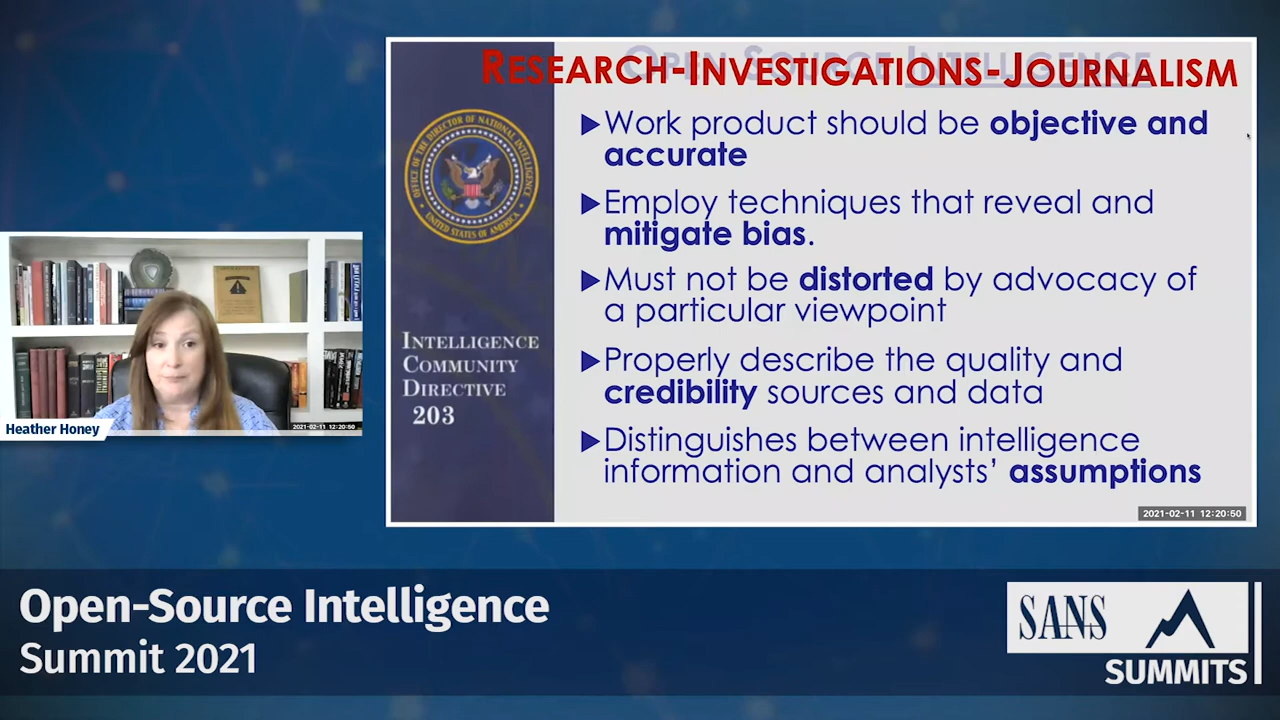 OPEN SOURCE INTELLIGENCE
RESEARCH-INVESTIGATIONS-JOURNALISM
OFFICE OF THE DIRECTOR OF NATIONAL INTELLIGENCE
UNITED STATES OF AMERICA
INTELLIGENCE
COMMUNITY
DIRECTIVE
203
▶Work product should be objective and
accurate
▶Employ techniques that reveal and
mitigate bias.
▶Must not be distorted by advocacy of
a particular viewpoint
▶Properly describe the quality and
credibility sources and data
▶Distinguishes between intelligence
information and analysts’ assumptions
2021-02-11 12:20:50
Heather Honey
2021-02-11 12:20:50
Open-Source Intelligence
Summit 2021
SANS
SUMMITS